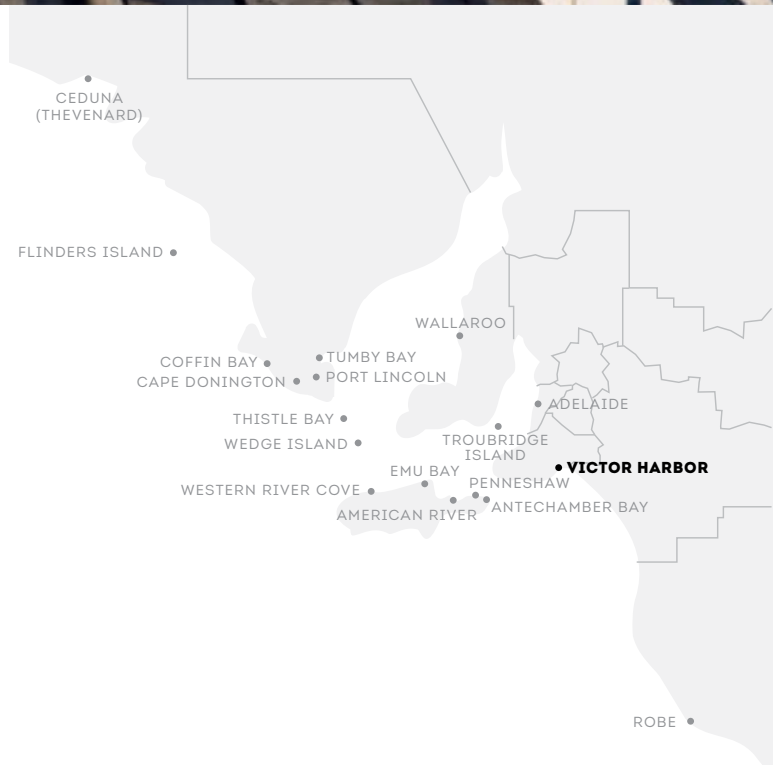 CEDUNA
(THEVENARD)
FLINDERS ISLAND
WALLAROO
TUMBY BAY
COFFIN BAY
PORT LINCOLN
CAPE DONINGTON
ADELAIDE
THISTLE BAY
TROUBRIDGE
ISLAND
WEDGE ISLAND
VICTOR HARBOR
EMU BAY
PENNESHAW
WESTERN RIVER COVE
ANTECHAMBER BAY
AMERICAN RIVER
ROBE